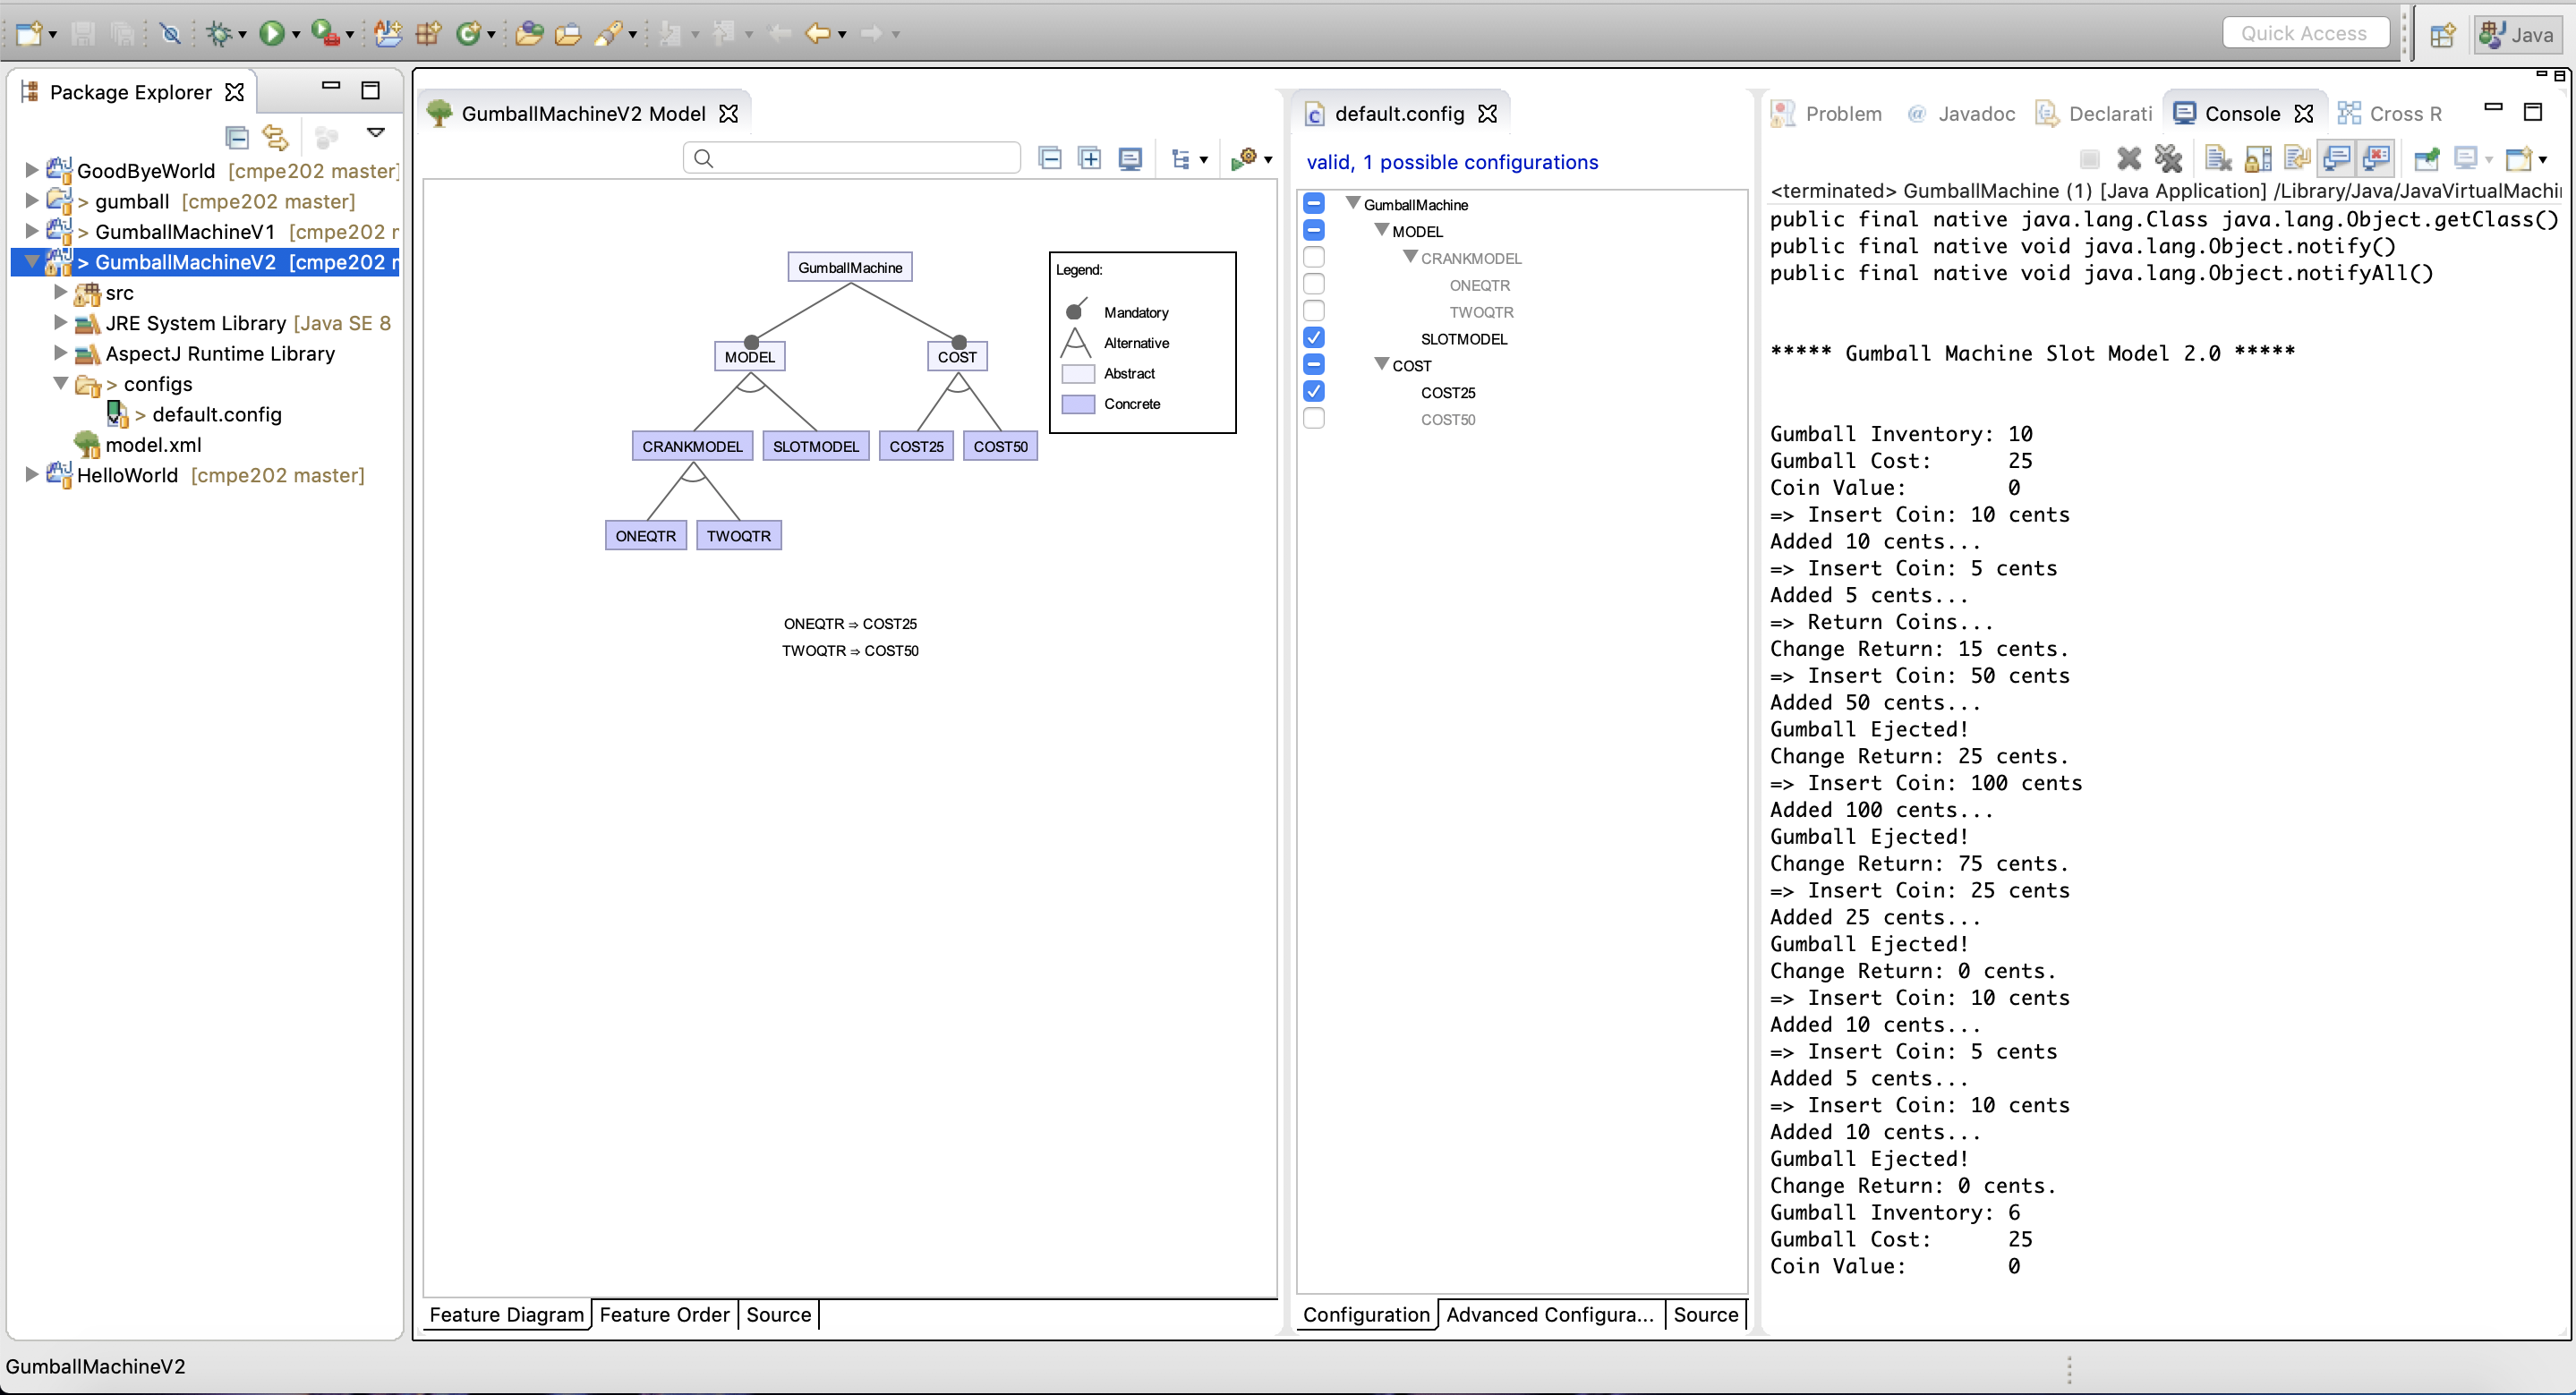 Quick Access
Java
Package Explorer
GoodByeWorld [cmpe202 master]
> gumball [cmpe202 master]
> GumballMachineV1 [cmpe202 r
> GumballMachineV2 [cmpe202 n
src
JRE System Library [Java SE 8
AspectJ Runtime Library
> configs
> default.config
model.xml
HelloWorld [cmpe202 master]
GumballMachineV2 Model
GumballMachine
MODEL
COST
CRANKMODEL
SLOTMODEL
COST25
COST50
ONEQTR
TWOQTR
Legend:
Mandatory
Alternative
Abstract
Concrete
ONEQTR ⇒ COST25
TWOQTR ⇒ COST50
Feature Diagram
Feature Order
Source
default.config
valid, 1 possible configurations
GumballMachine
MODEL
CRANKMODEL
ONEQTR
TWOQTR
SLOTMODEL
COST
COST25
COST50
Configuration
Advanced Configura...
Source
Problem
@ Javadoc
Declarati
Console
Cross R
<terminated> GumballMachine (1) [Java Application] /Library/Java/JavaVirtualMachi
public final native java.lang.Class java.lang.Object.getClass()
public final native void java.lang.Object.notify()
public final native void java.lang.Object.notifyAll()
***** Gumball Machine Slot Model 2.0 *****
Gumball Inventory: 10
Gumball Cost: 25
Coin Value: 0
=> Insert Coin: 10 cents
Added 10 cents...
=> Insert Coin: 5 cents
Added 5 cents...
=> Return Coins...
Change Return: 15 cents.
=> Insert Coin: 50 cents
Added 50 cents...
Gumball Ejected!
Change Return: 25 cents.
=> Insert Coin: 100 cents
Added 100 cents...
Gumball Ejected!
Change Return: 75 cents.
=> Insert Coin: 25 cents
Added 25 cents...
Gumball Ejected!
Change Return: 0 cents.
=> Insert Coin: 10 cents
Added 10 cents...
=> Insert Coin: 5 cents
Added 5 cents...
=> Insert Coin: 10 cents
Added 10 cents...
Gumball Ejected!
Change Return: 0 cents.
Gumball Inventory: 6
Gumball Cost: 25
Coin Value: 0
GumballMachineV2